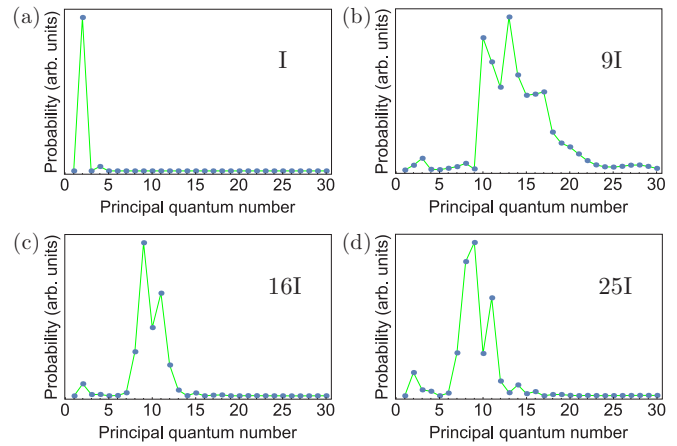 (a)
I
Probability (arb. units)
0 5 10 15 20 25 30
Principal quantum number
(b)
9I
Probability (arb. units)
0 5 10 15 20 25 30
Principal quantum number
(c)
16I
Probability (arb. units)
0 5 10 15 20 25 30
Principal quantum number
(d)
25I
Probability (arb. units)
0 5 10 15 20 25 30
Principal quantum number